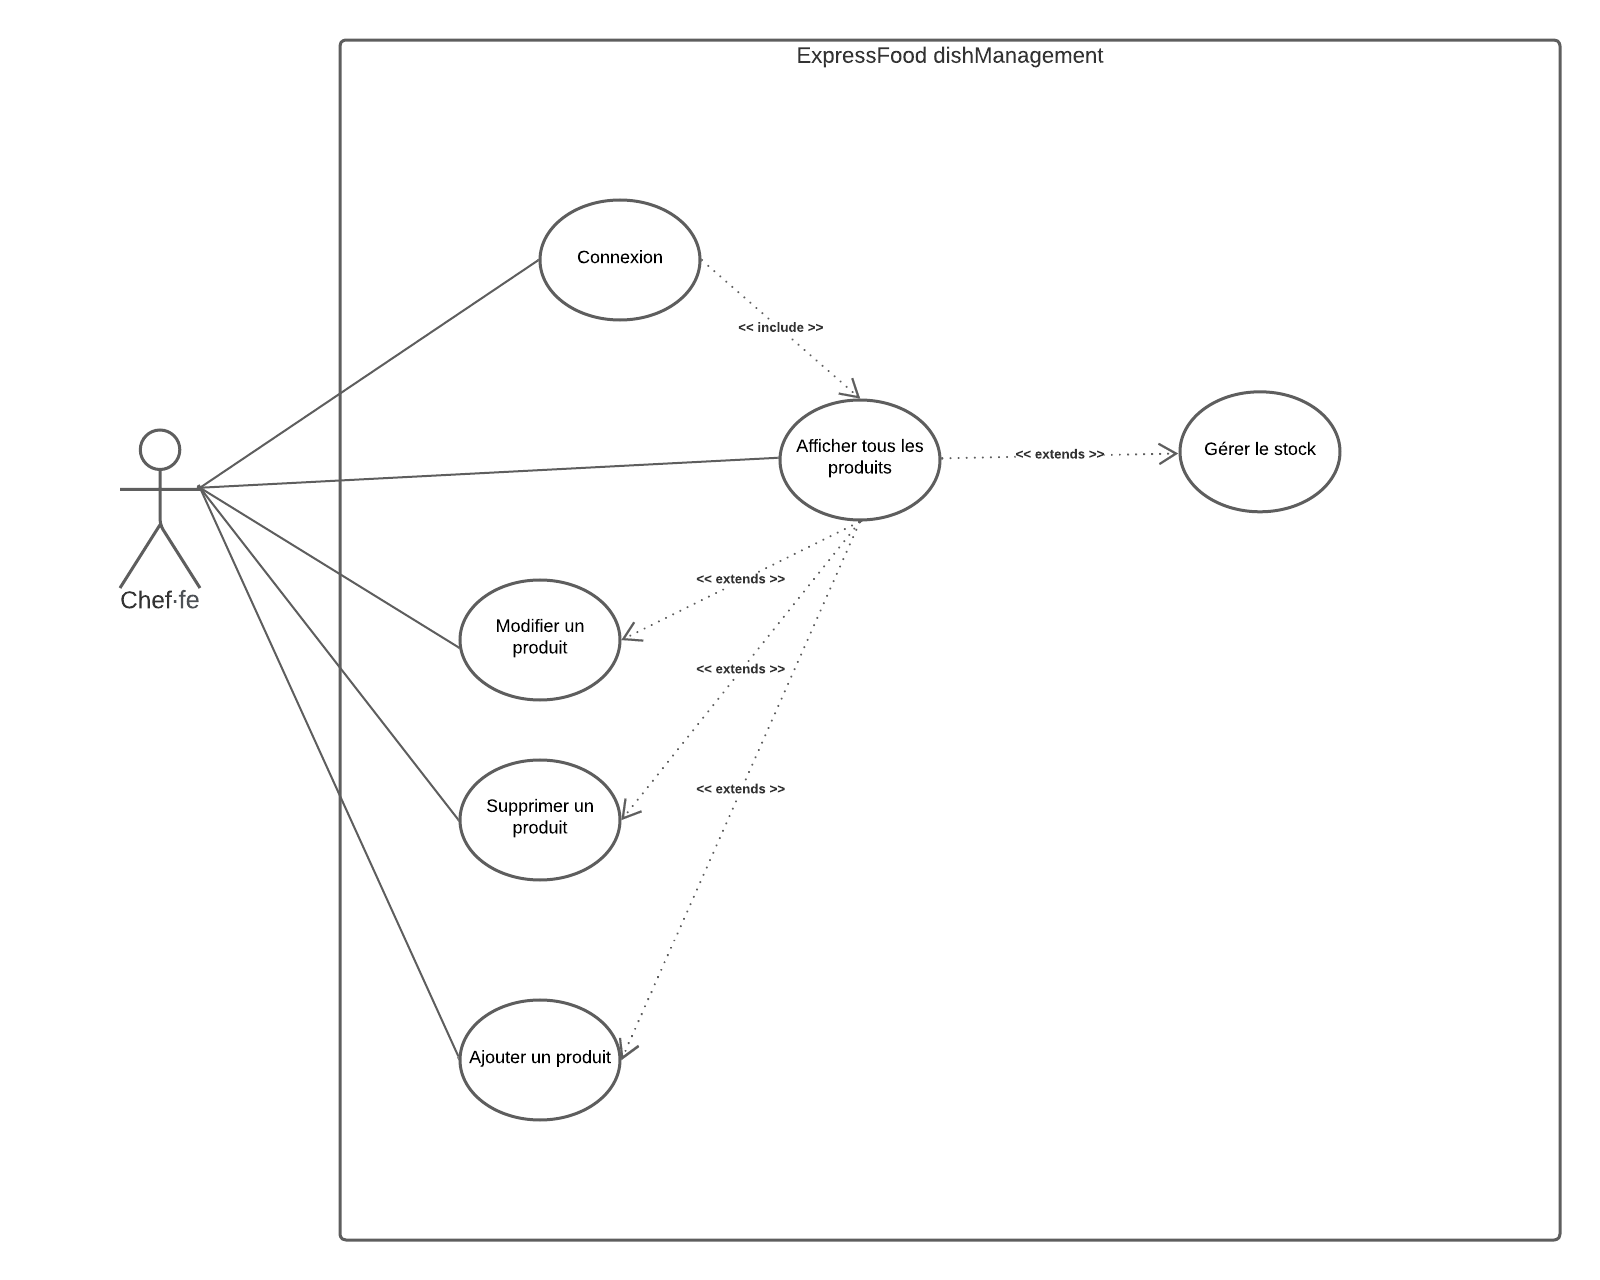 ExpressFood dishManagement
Connexion
<< include >>
Afficher tous les
produits
<< extends >>
Gérer le stock
Chef·fe
<< extends >>
Modifier un
produit
<< extends >>
Supprimer un
produit
<< extends >>
Ajouter un produit